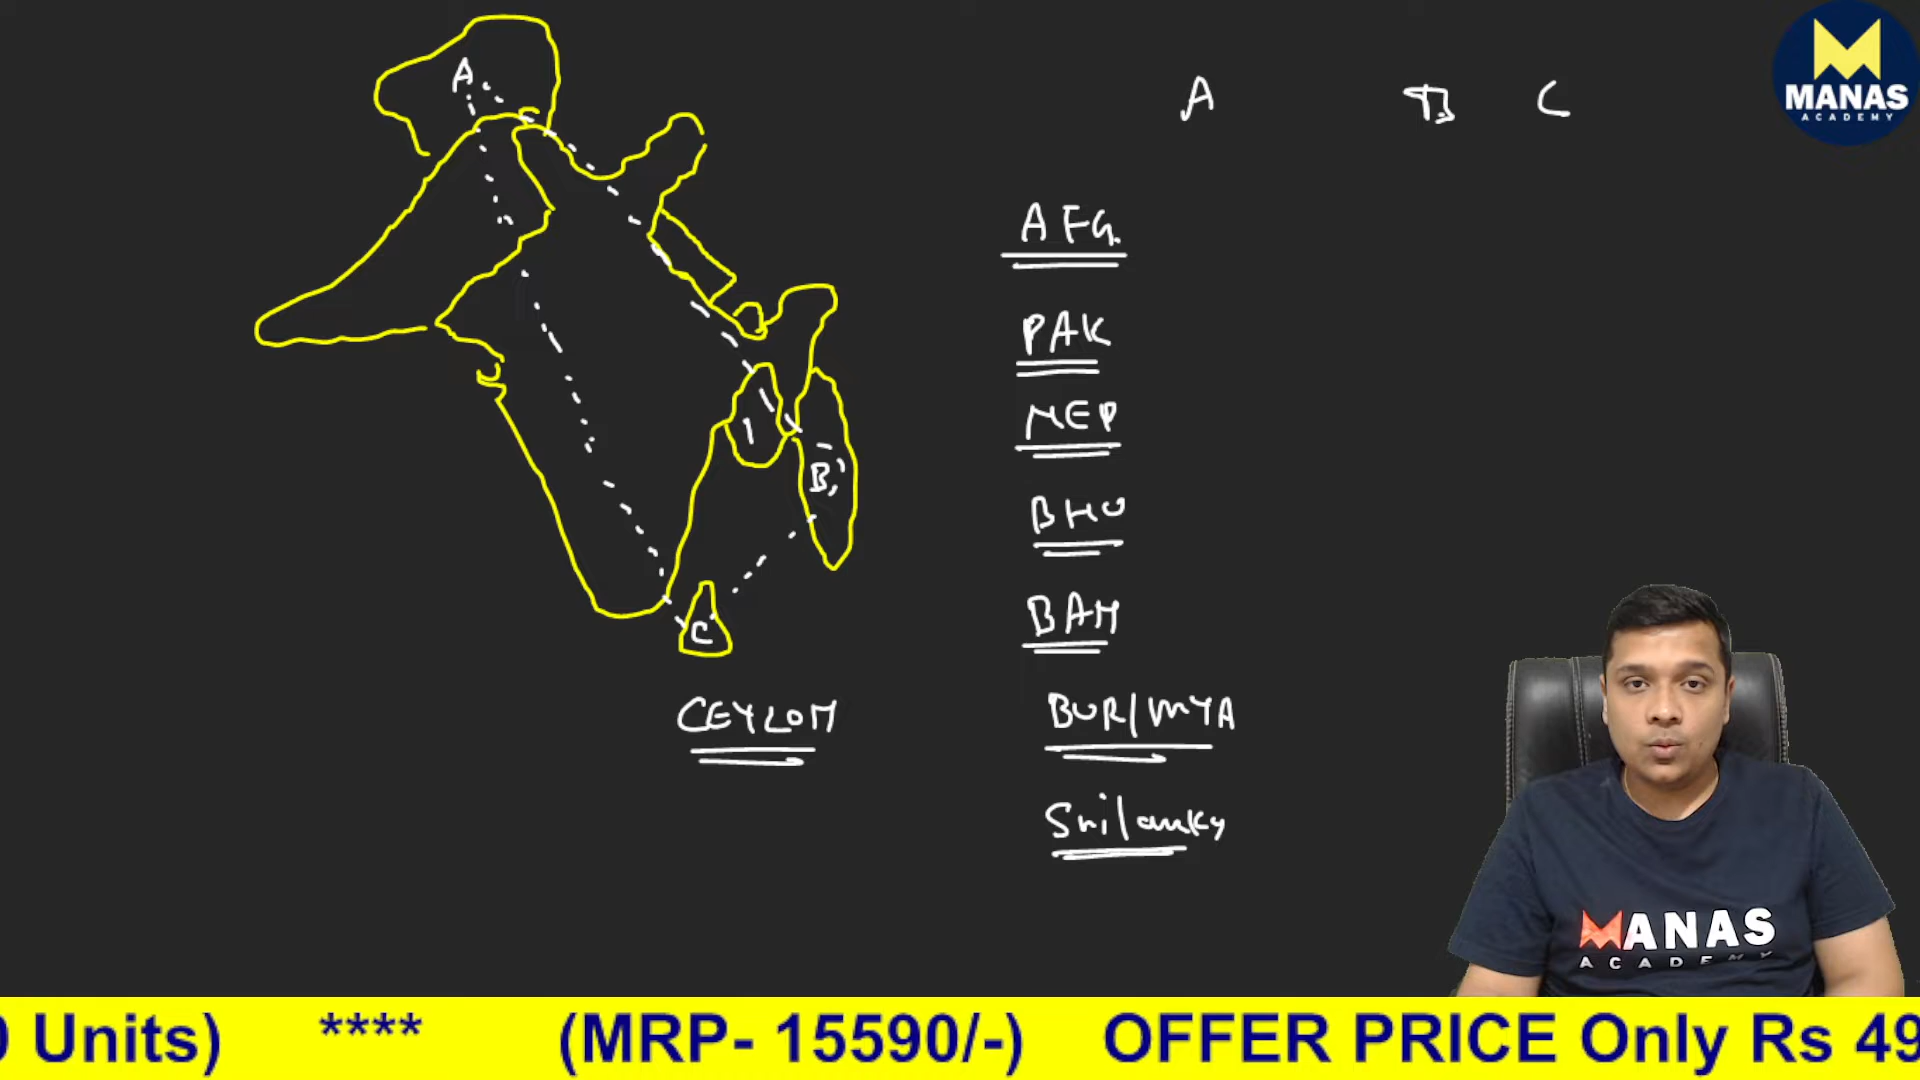 A
B
C
MANAS
ACADEMY
A
AFG.
PAK
NEP
BHU
BAN
BUR/MYA
Srilanka
B
C
CEYLON
MANAS
ACADEMY
0 Units) **** (MRP- 15590/-) OFFER PRICE Only Rs 49